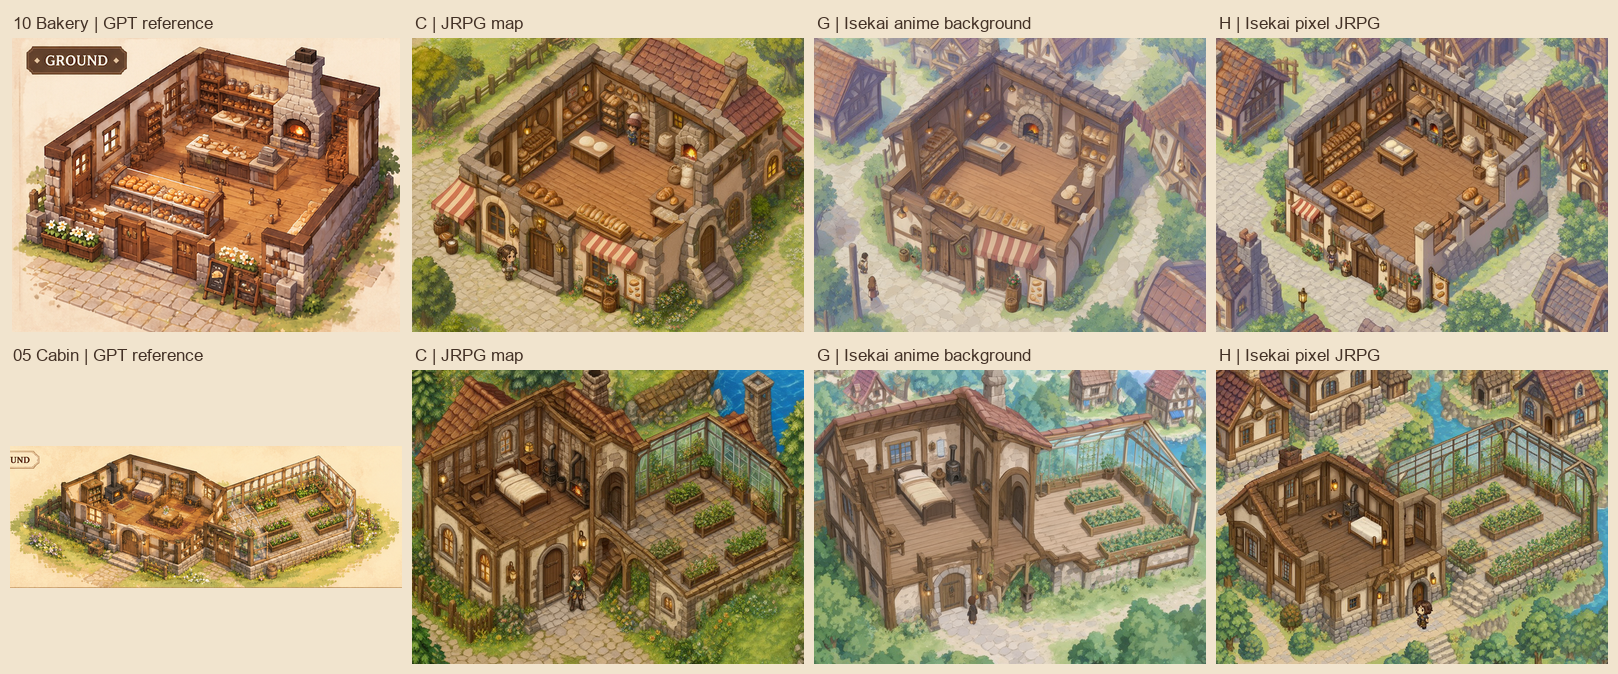 10 Bakery | GPT reference
C | JRPG map
G | Isekai anime background
H | Isekai pixel JRPG
GROUND
05 Cabin | GPT reference
C | JRPG map
G | Isekai anime background
H | Isekai pixel JRPG
UND